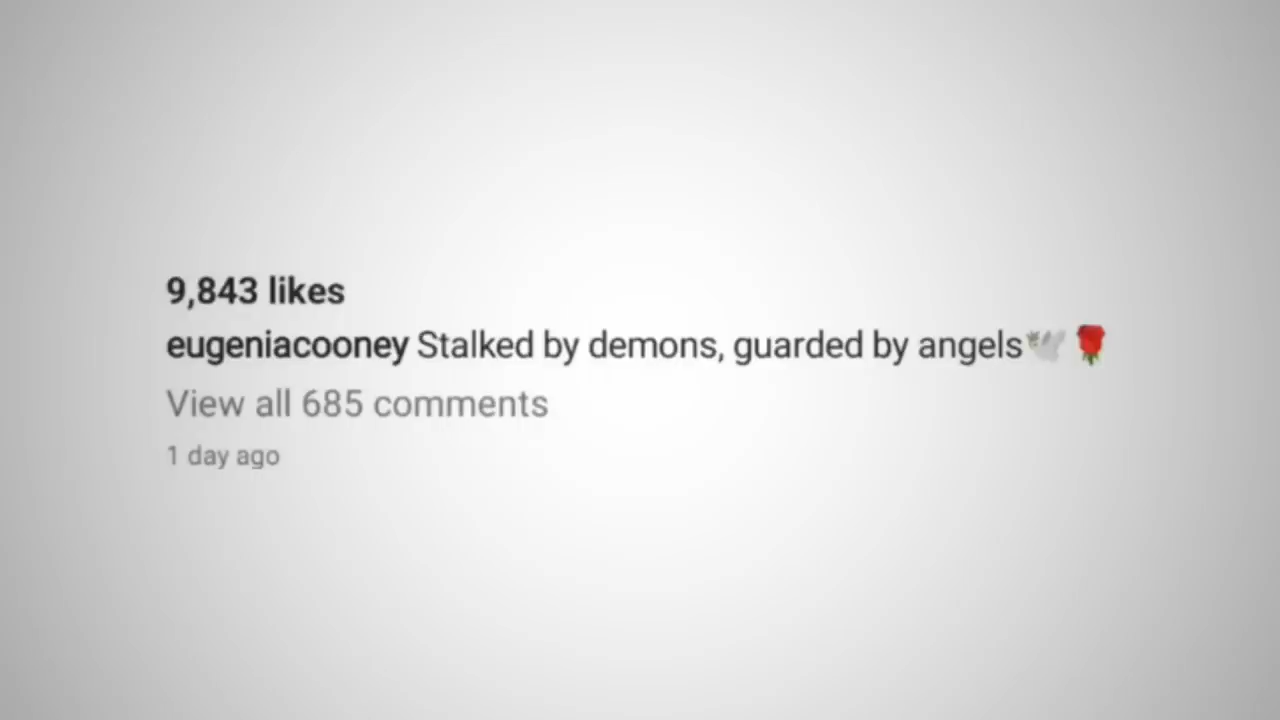 9,843 likes
eugeniacooney Stalked by demons, guarded by angels🕊️🌹
View all 685 comments
1 day ago